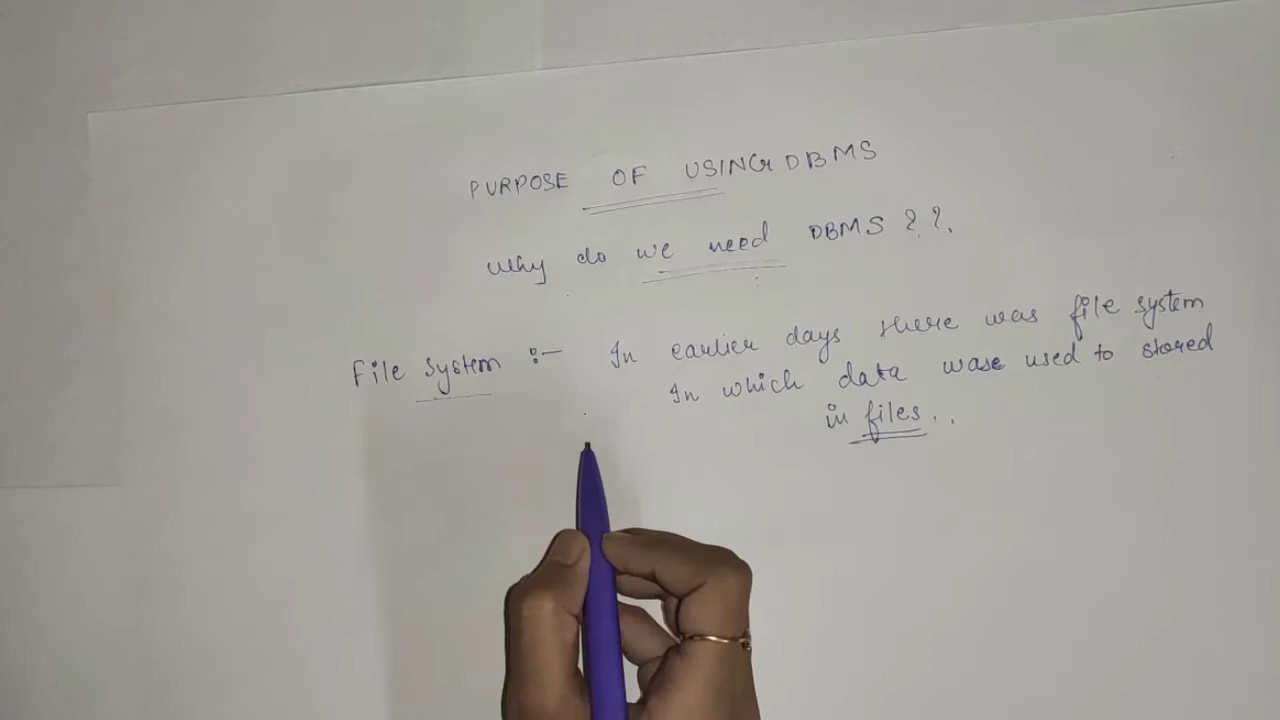 PURPOSE OF USING DBMS
Why do we need DBMS ??.
File System :- In earlier days there was file system
In which data wase used to stored
in files . .